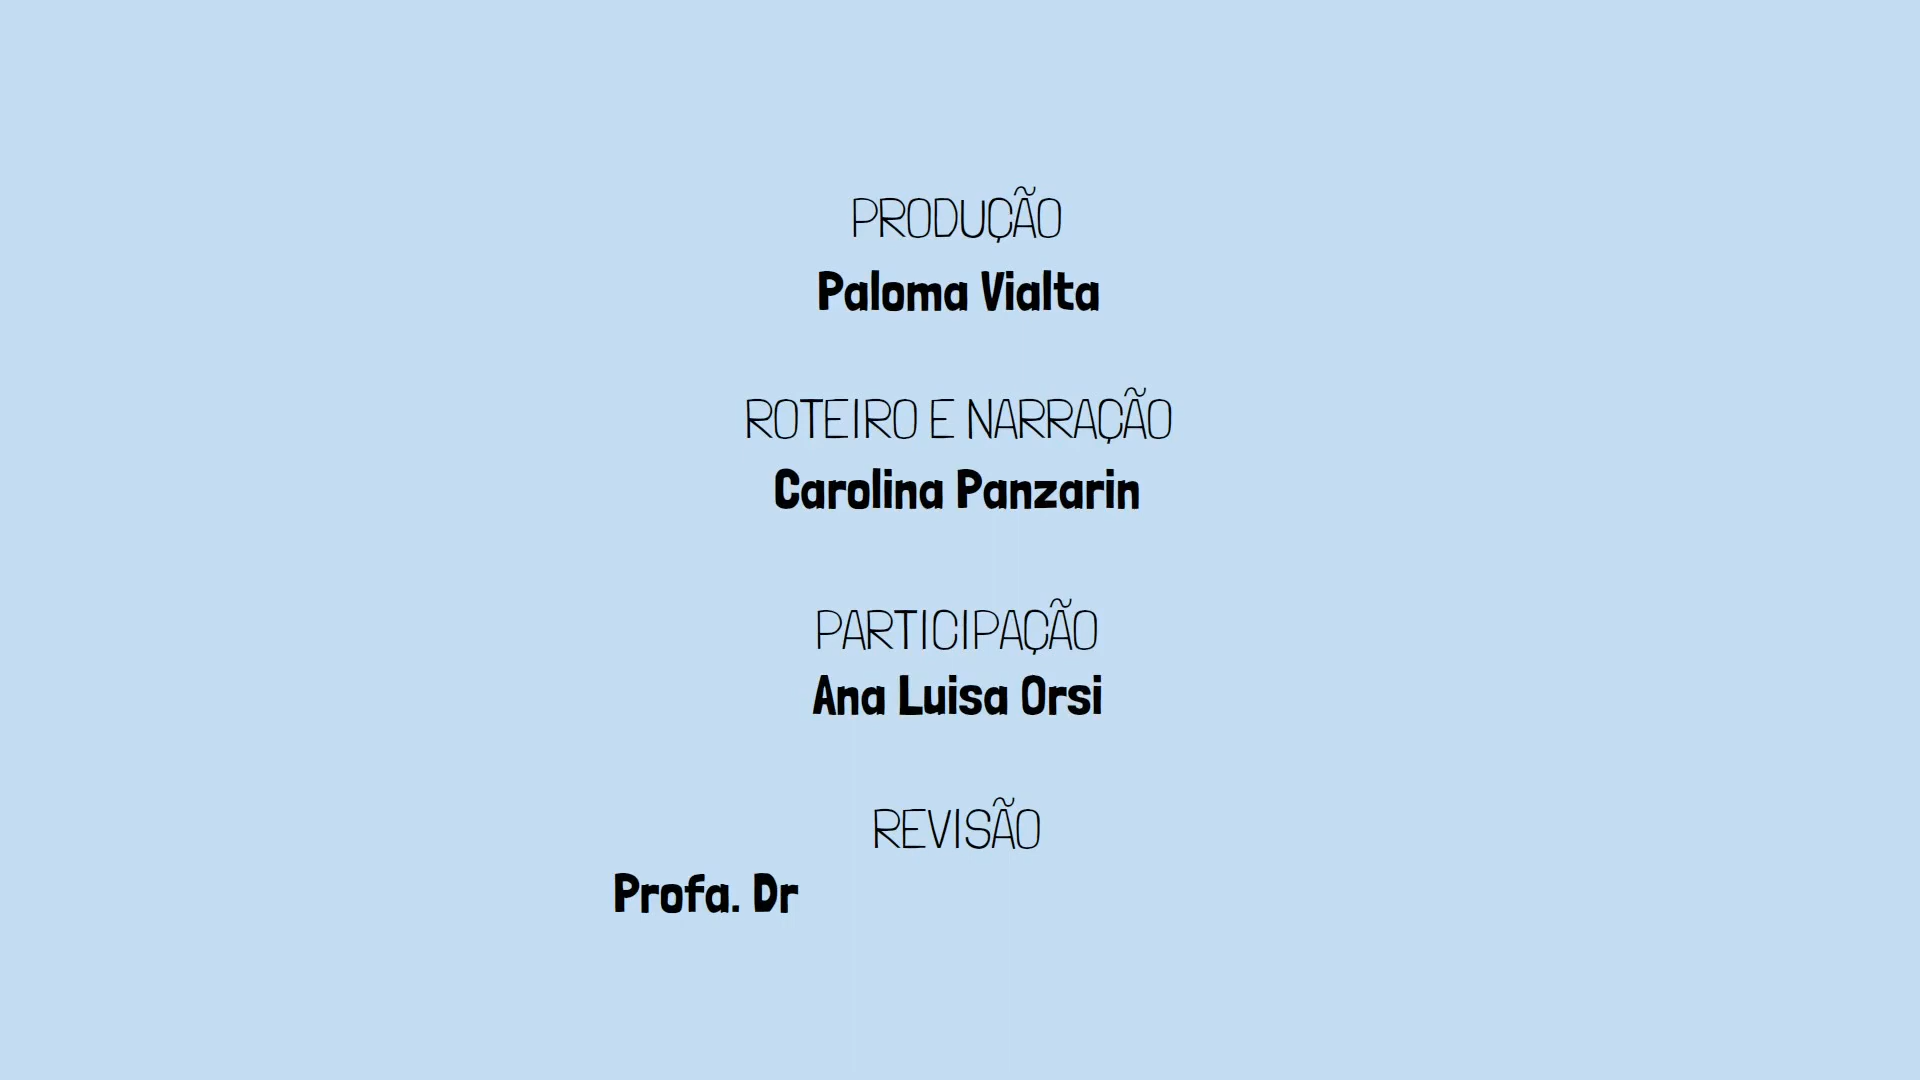 PRODUÇÃO
Paloma Vialta
ROTEIRO E NARRAÇÃO
Carolina Panzarin
PARTICIPAÇÃO
Ana Luisa Orsi
REVISÃO
Profa. Dr